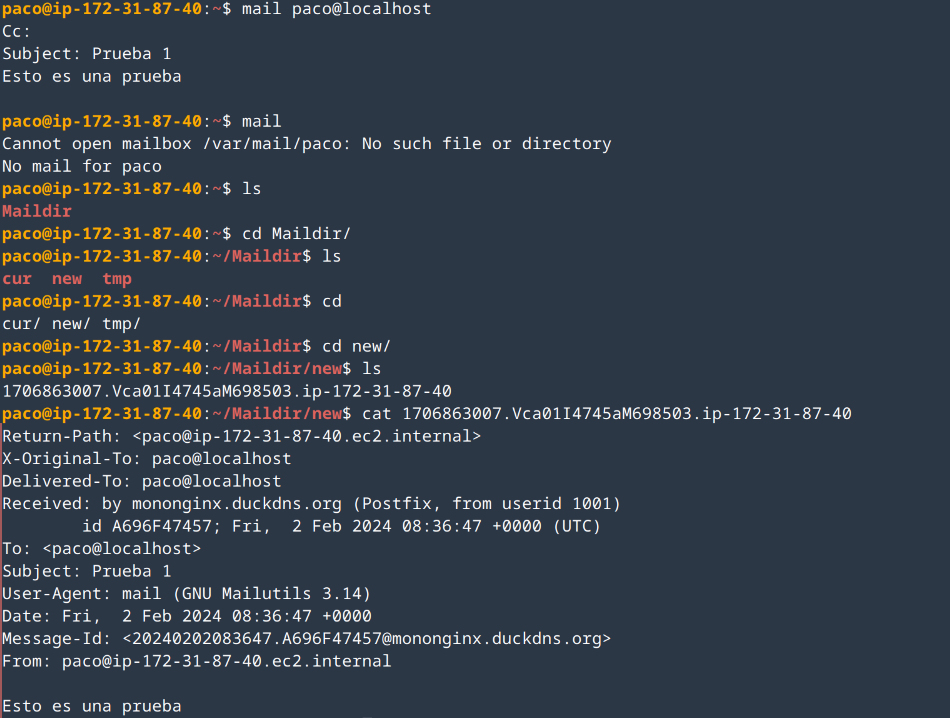 paco@ip-172-31-87-40:~$ mail paco@localhost
Cc:
Subject: Prueba 1
Esto es una prueba

paco@ip-172-31-87-40:~$ mail
Cannot open mailbox /var/mail/paco: No such file or directory
No mail for paco
paco@ip-172-31-87-40:~$ ls
Maildir
paco@ip-172-31-87-40:~$ cd Maildir/
paco@ip-172-31-87-40:~/Maildir$ ls
cur  new  tmp
paco@ip-172-31-87-40:~/Maildir$ cd
cur/ new/ tmp/
paco@ip-172-31-87-40:~/Maildir$ cd new/
paco@ip-172-31-87-40:~/Maildir/new$ ls
1706863007.Vca01I4745aM698503.ip-172-31-87-40
paco@ip-172-31-87-40:~/Maildir/new$ cat 1706863007.Vca01I4745aM698503.ip-172-31-87-40
Return-Path: <paco@ip-172-31-87-40.ec2.internal>
X-Original-To: paco@localhost
Delivered-To: paco@localhost
Received: by mononginx.duckdns.org (Postfix, from userid 1001)
        id A696F47457; Fri,  2 Feb 2024 08:36:47 +0000 (UTC)
To: <paco@localhost>
Subject: Prueba 1
User-Agent: mail (GNU Mailutils 3.14)
Date: Fri,  2 Feb 2024 08:36:47 +0000
Message-Id: <20240202083647.A696F47457@mononginx.duckdns.org>
From: paco@ip-172-31-87-40.ec2.internal

Esto es una prueba